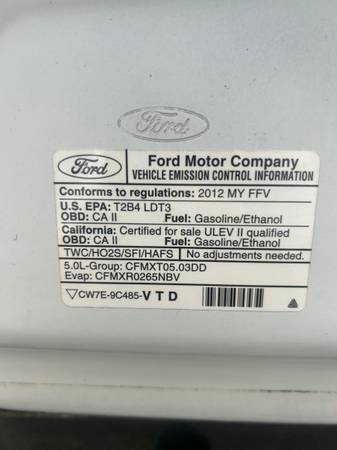 Ford
Ford
Ford Motor Company
VEHICLE EMISSION CONTROL INFORMATION
Conforms to regulations: 2012 MY FFV
U.S. EPA: T2B4 LDT3
OBD: CA II Fuel: Gasoline/Ethanol
California: Certified for sale ULEV II qualified
OBD: CA II Fuel: Gasoline/Ethanol
TWC/HO2S/SFI/HAFS No adjustments needed.
5.0L-Group: CFMXT05.03DD
Evap: CFMXR0265NBV
CW7E-9C485-V T D